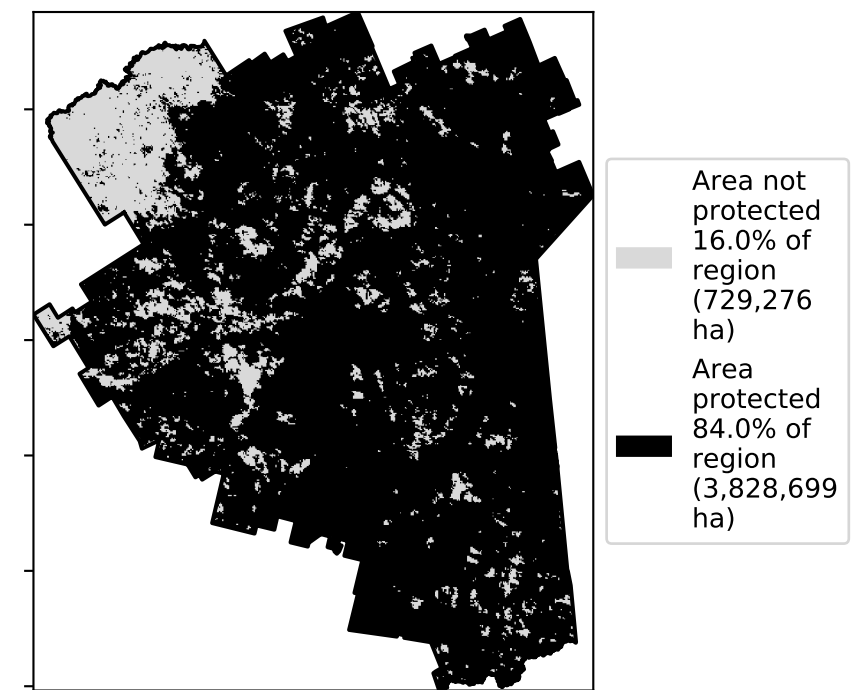 Area not
protected
16.0% of
region
(729,276
ha)
Area
protected
84.0% of
region
(3,828,699
ha)